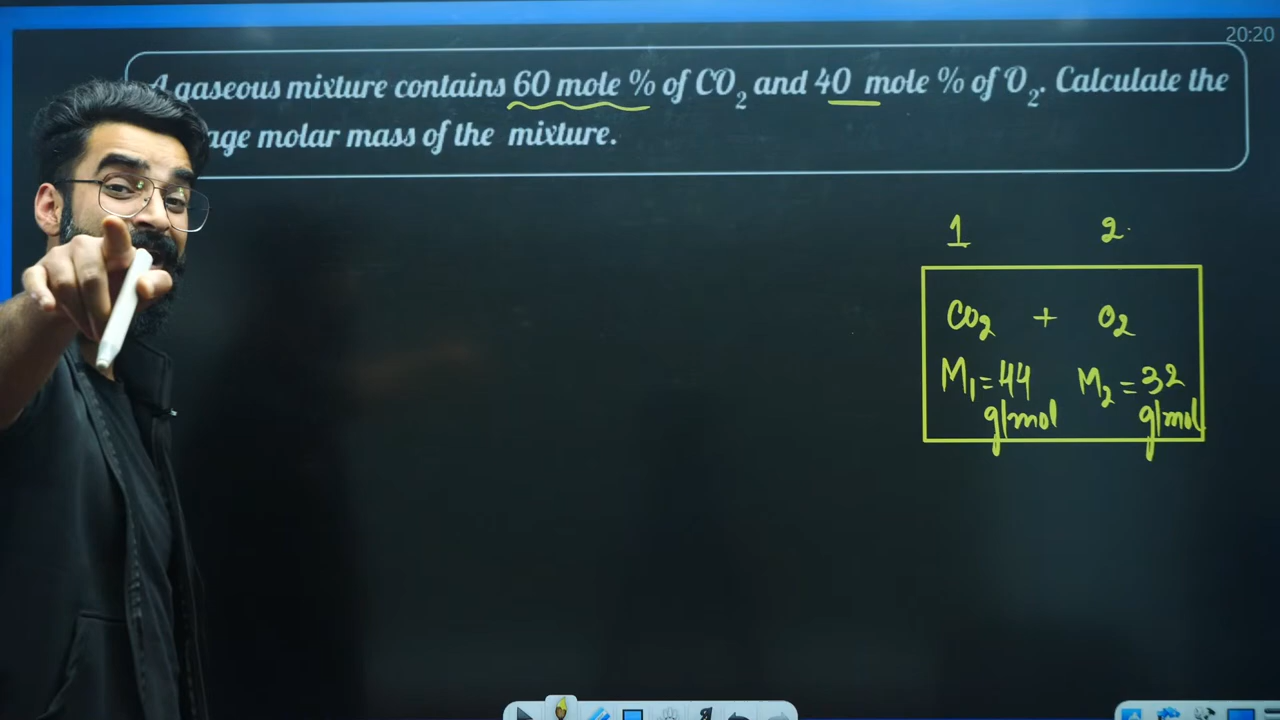 20:20
A gaseous mixture contains 60 mole % of CO₂ and 40 mole % of O₂. Calculate the
age molar mass of the mixture.
1 2.
CO₂ + O₂
M₁=44 M₂=32
g/mol g/mol